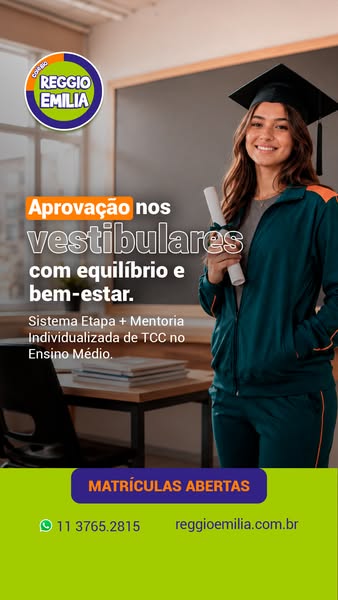 COLÉGIO
REGGIO
EMILIA
Aprovação nos
vestibulares
com equilíbrio e
bem-estar.
Sistema Etapa + Mentoria
Individualizada de TCC no
Ensino Médio.
MATRÍCULAS ABERTAS
11 3765.2815
reggioemilia.com.br